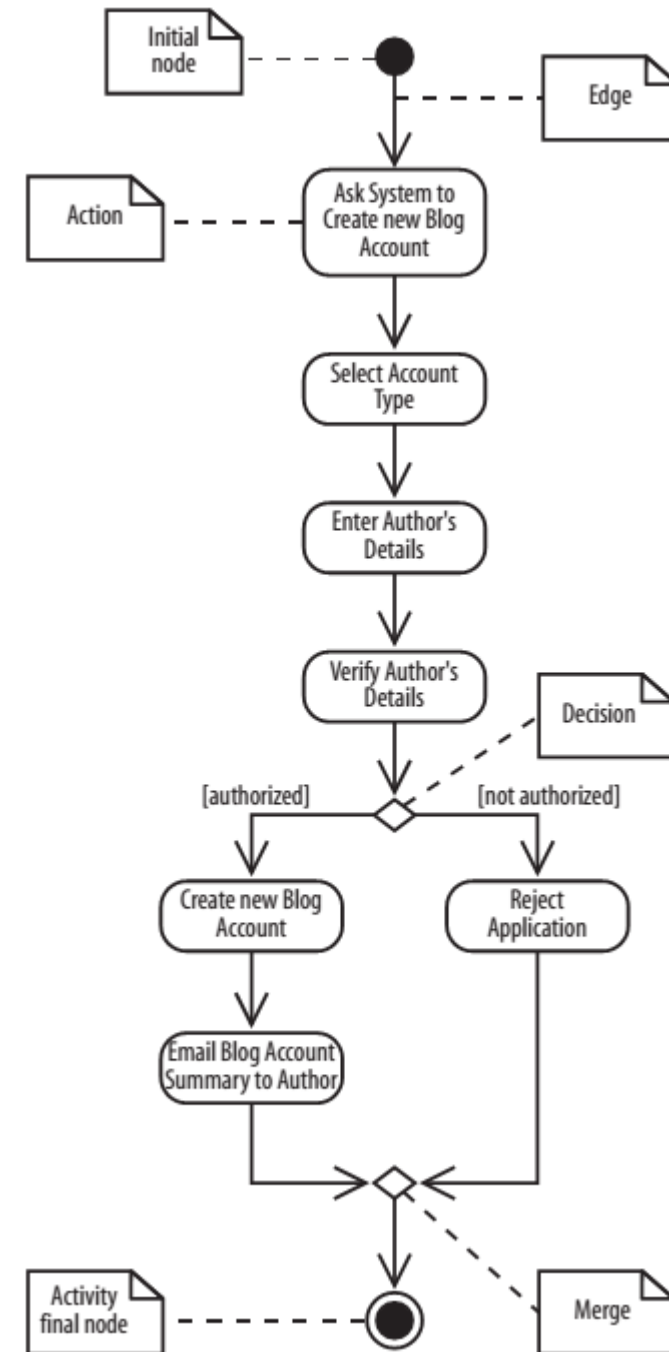 Initial
node
Edge
Action
Ask System to
Create new Blog
Account
Select Account
Type
Enter Author's
Details
Verify Author's
Details
Decision
[authorized]
[not authorized]
Create new Blog
Account
Reject
Application
Email Blog Account
Summary to Author
Activity
final node
Merge